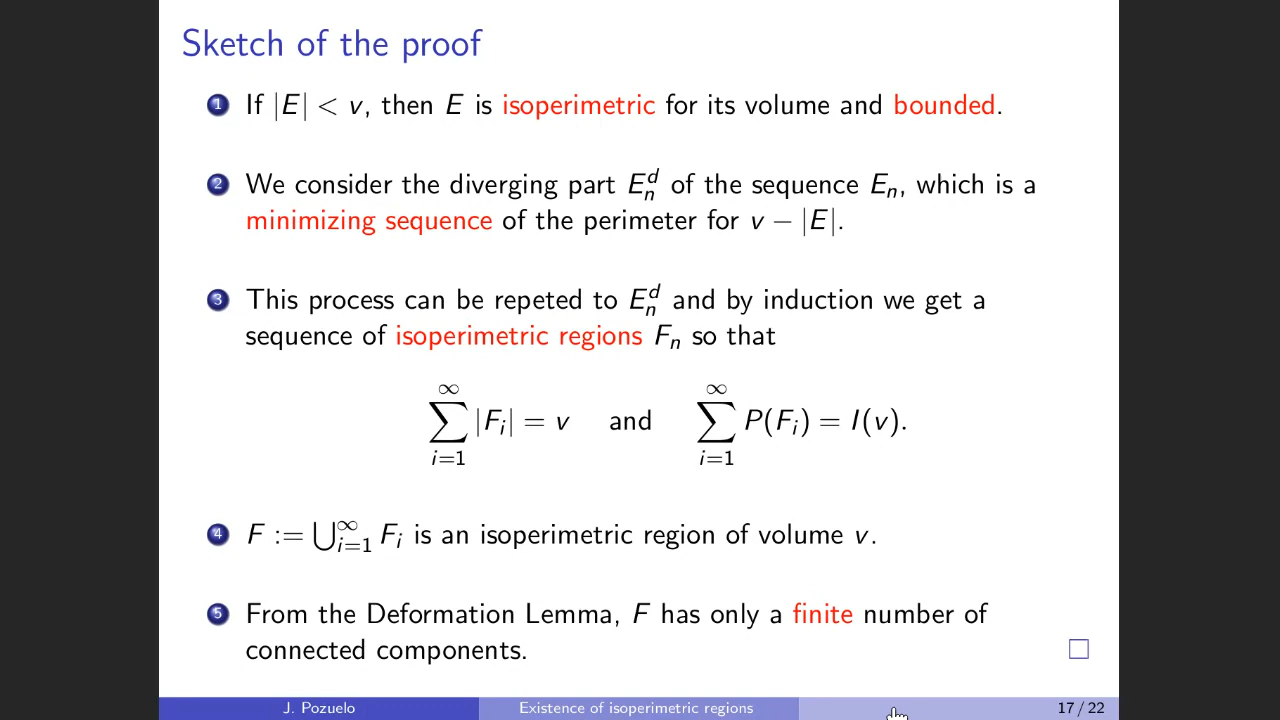 Sketch of the proof
1 If |E| < v, then E is isoperimetric for its volume and bounded.
2 We consider the diverging part E_n^d of the sequence E_n, which is a
minimizing sequence of the perimeter for v − |E|.
3 This process can be repeted to E_n^d and by induction we get a
sequence of isoperimetric regions F_n so that
∑_{i=1}^∞ |F_i| = v and ∑_{i=1}^∞ P(F_i) = I(v).
4 F := ⋃_{i=1}^∞ F_i is an isoperimetric region of volume v.
5 From the Deformation Lemma, F has only a finite number of
connected components. □
J. Pozuelo Existence of isoperimetric regions 17 / 22